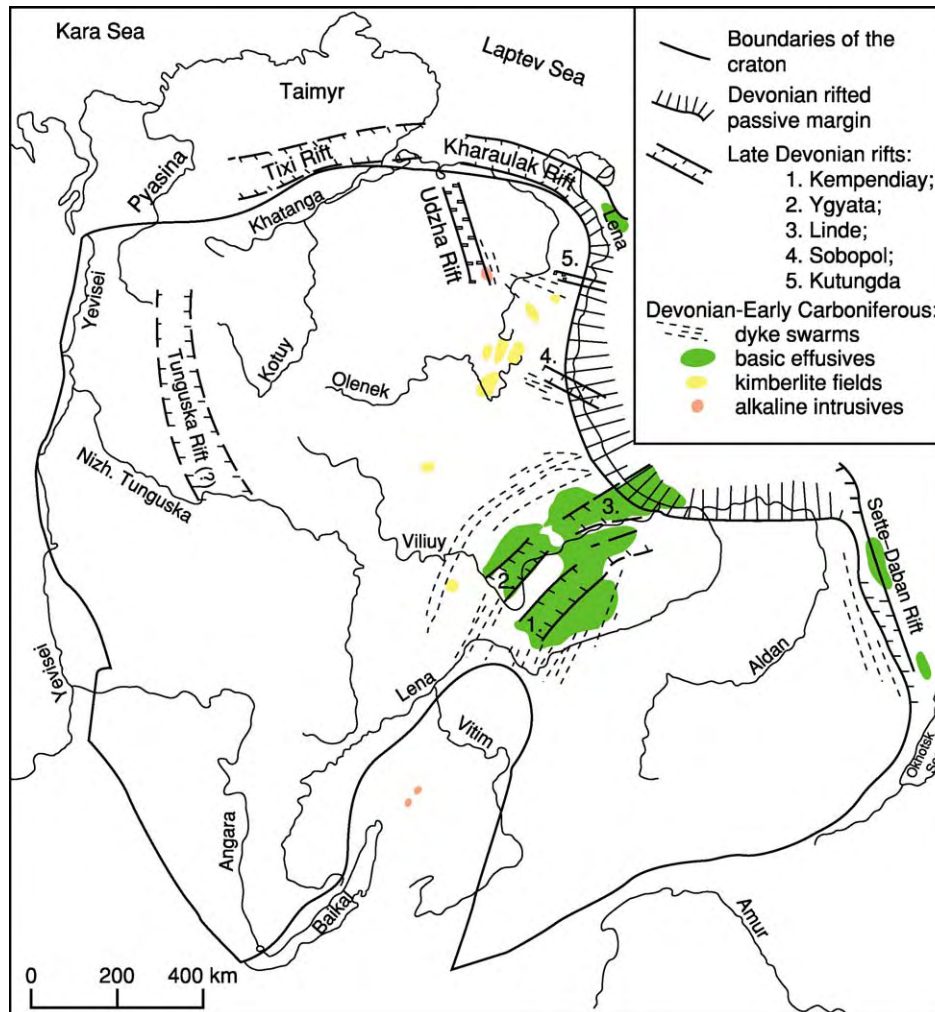 Kara Sea
Laptev Sea
Taimyr
Pyasina
Tixi Rift
Kharaulak Rift
Khatanga
Udzha Rift
Lena
Yevisei
Kotuy
Tunguska Rift (?)
Olenek
Nizh. Tunguska
5.
4.
3.
Viliuy
2.
1.
Sette-Daban Rift
Yevisei
Lena
Vitim
Aldan
Angara
Baikal
Amur
Oknotsk
0 200 400 km
Boundaries of the
craton
Devonian rifted
passive margin
Late Devonian rifts:
1. Kempendiay;
2. Ygyata;
3. Linde;
4. Sobopol;
5. Kutungda
Devonian-Early Carboniferous:
dyke swarms
basic effusives
kimberlite fields
alkaline intrusives